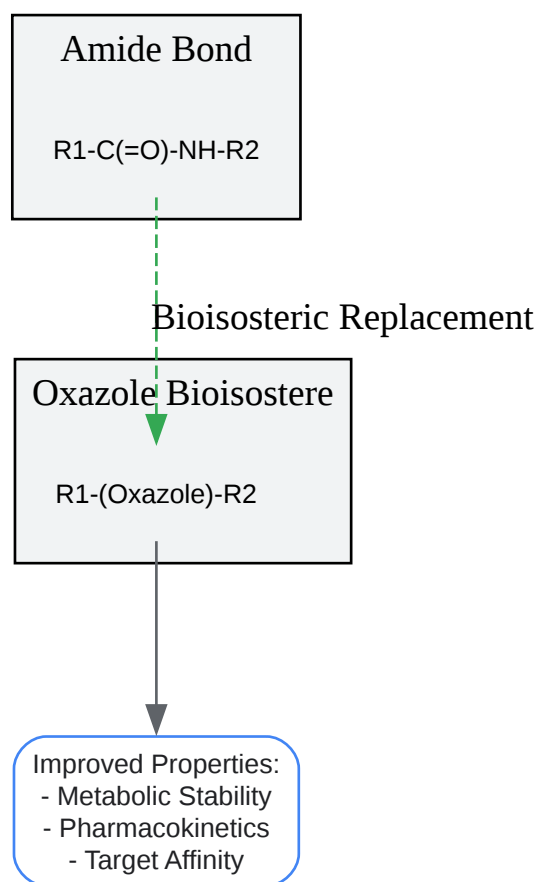 Amide Bond
R1-C(=O)-NH-R2
Bioisosteric Replacement
Oxazole Bioisostere
R1-(Oxazole)-R2
Improved Properties:
- Metabolic Stability
- Pharmacokinetics
- Target Affinity